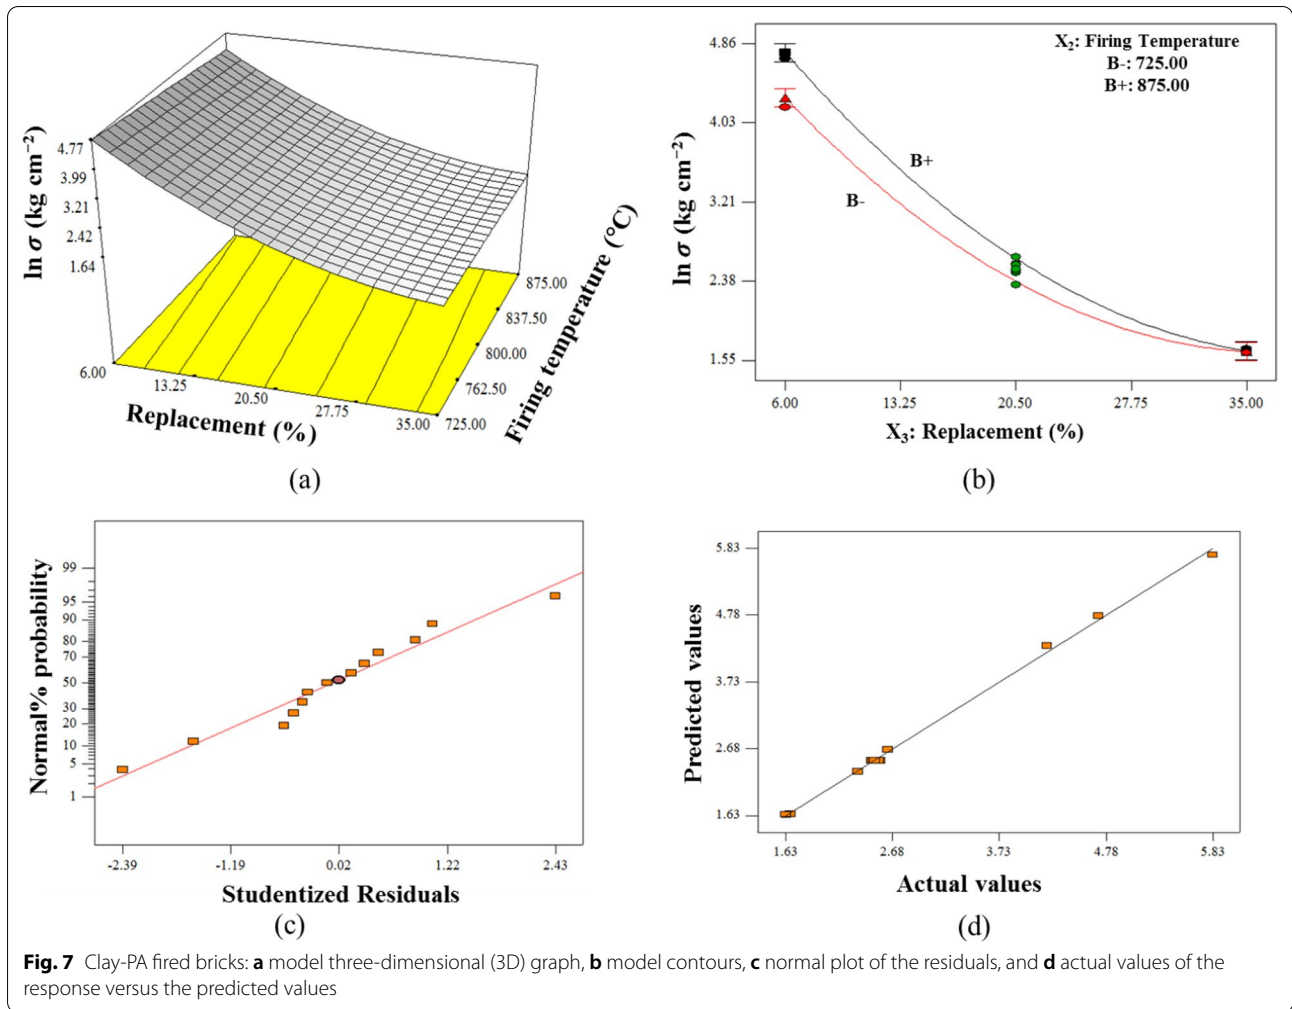 4.77
3.99
3.21
2.42
1.64
ln σ (kg cm⁻²)
6.00
13.25
20.50
27.75
35.00
Replacement (%)
725.00
762.50
800.00
837.50
875.00
Firing temperature (°C)
(a)
X₂: Firing Temperature
B-: 725.00
B+: 875.00
4.86
4.03
3.21
2.38
1.55
ln σ (kg cm⁻²)
B+
B-
6.00 13.25 20.50 27.75 35.00
X₃: Replacement (%)
(b)
Normal% probability
99
95
90
80
70
50
30
20
10
5
1
-2.39 -1.19 0.02 1.22 2.43
Studentized Residuals
(c)
Predicted values
5.83
4.78
3.73
2.68
1.63
1.63 2.68 3.73 4.78 5.83
Actual values
(d)
Fig. 7 Clay-PA fired bricks: a model three-dimensional (3D) graph, b model contours, c normal plot of the residuals, and d actual values of the
response versus the predicted values